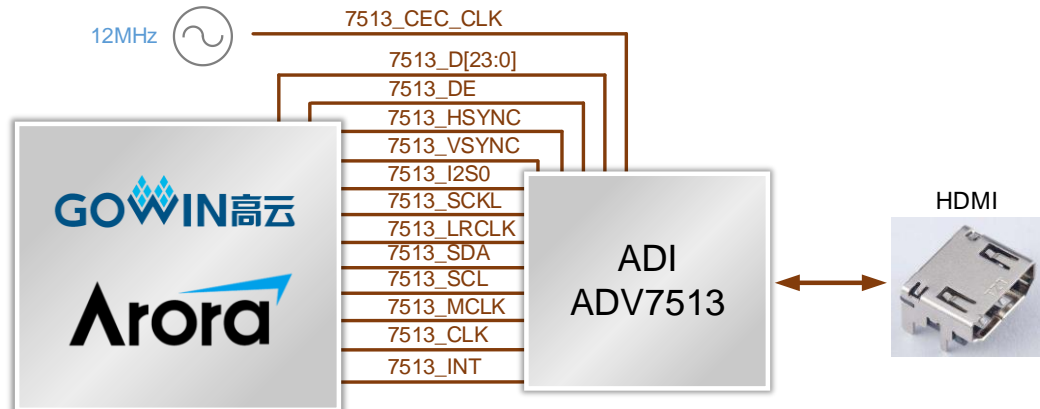 7513_CEC_CLK
12MHz
7513_D[23:0]
7513_DE
7513_HSYNC
7513_VSYNC
7513_I2S0
7513_SCKL
7513_LRCLK
7513_SDA
7513_SCL
7513_MCLK
7513_CLK
7513_INT
GOWIN高云
Arora
ADI
ADV7513
HDMI